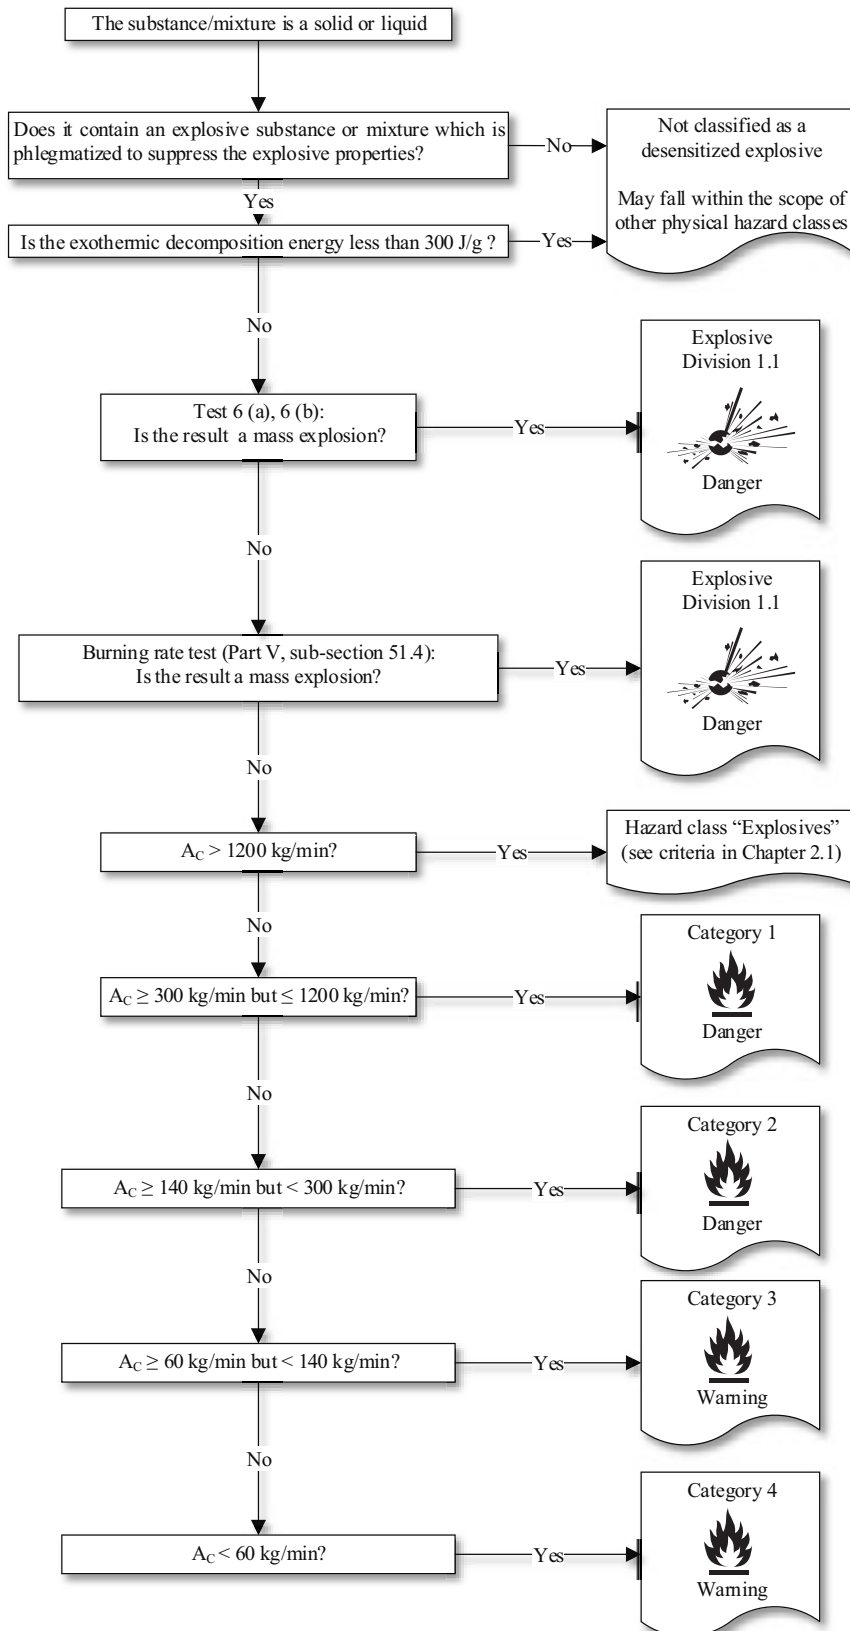 The substance/mixture is a solid or liquid
Does it contain an explosive substance or mixture which is
phlegmatized to suppress the explosive properties?
No
Not classified as a
desensitized explosive
May fall within the scope of
other physical hazard classes
Yes
Is the exothermic decomposition energy less than 300 J/g ?
Yes
No
Test 6 (a), 6 (b):
Is the result a mass explosion?
Yes
Explosive
Division 1.1
Danger
No
Burning rate test (Part V, sub-section 51.4):
Is the result a mass explosion?
Yes
Explosive
Division 1.1
Danger
No
A_C > 1200 kg/min?
Yes
Hazard class “Explosives”
(see criteria in Chapter 2.1)
No
A_C ≥ 300 kg/min but ≤ 1200 kg/min?
Yes
Category 1
Danger
No
A_C ≥ 140 kg/min but < 300 kg/min?
Yes
Category 2
Danger
No
A_C ≥ 60 kg/min but < 140 kg/min?
Yes
Category 3
Warning
No
A_C < 60 kg/min?
Yes
Category 4
Warning